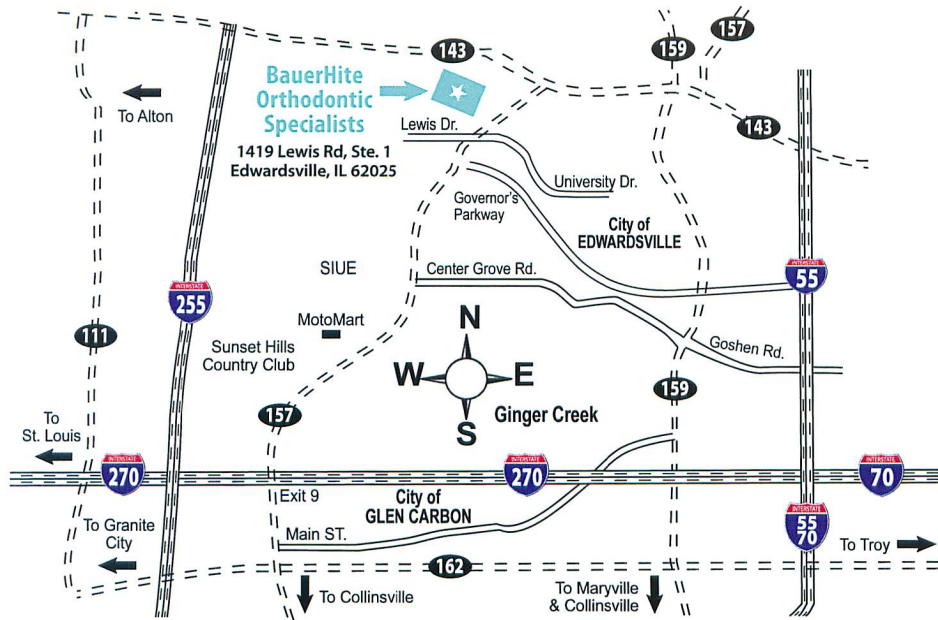 157
159
143
BauerHite
Orthodontic
Specialists
1419 Lewis Rd, Ste. 1
Edwardsville, IL 62025
To Alton
143
Lewis Dr.
University Dr.
Governor's
Parkway
City of
EDWARDSVILLE
SIUE
Center Grove Rd.
INTERSTATE
55
INTERSTATE
255
111
MotoMart
Sunset Hills
Country Club
N
W
E
S
Goshen Rd.
159
157
Ginger Creek
To
St. Louis
INTERSTATE
270
INTERSTATE
270
INTERSTATE
70
Exit 9
City of
GLEN CARBON
To Granite
City
Main ST.
INTERSTATE
55
70
To Troy
162
To Collinsville
To Maryville
& Collinsville